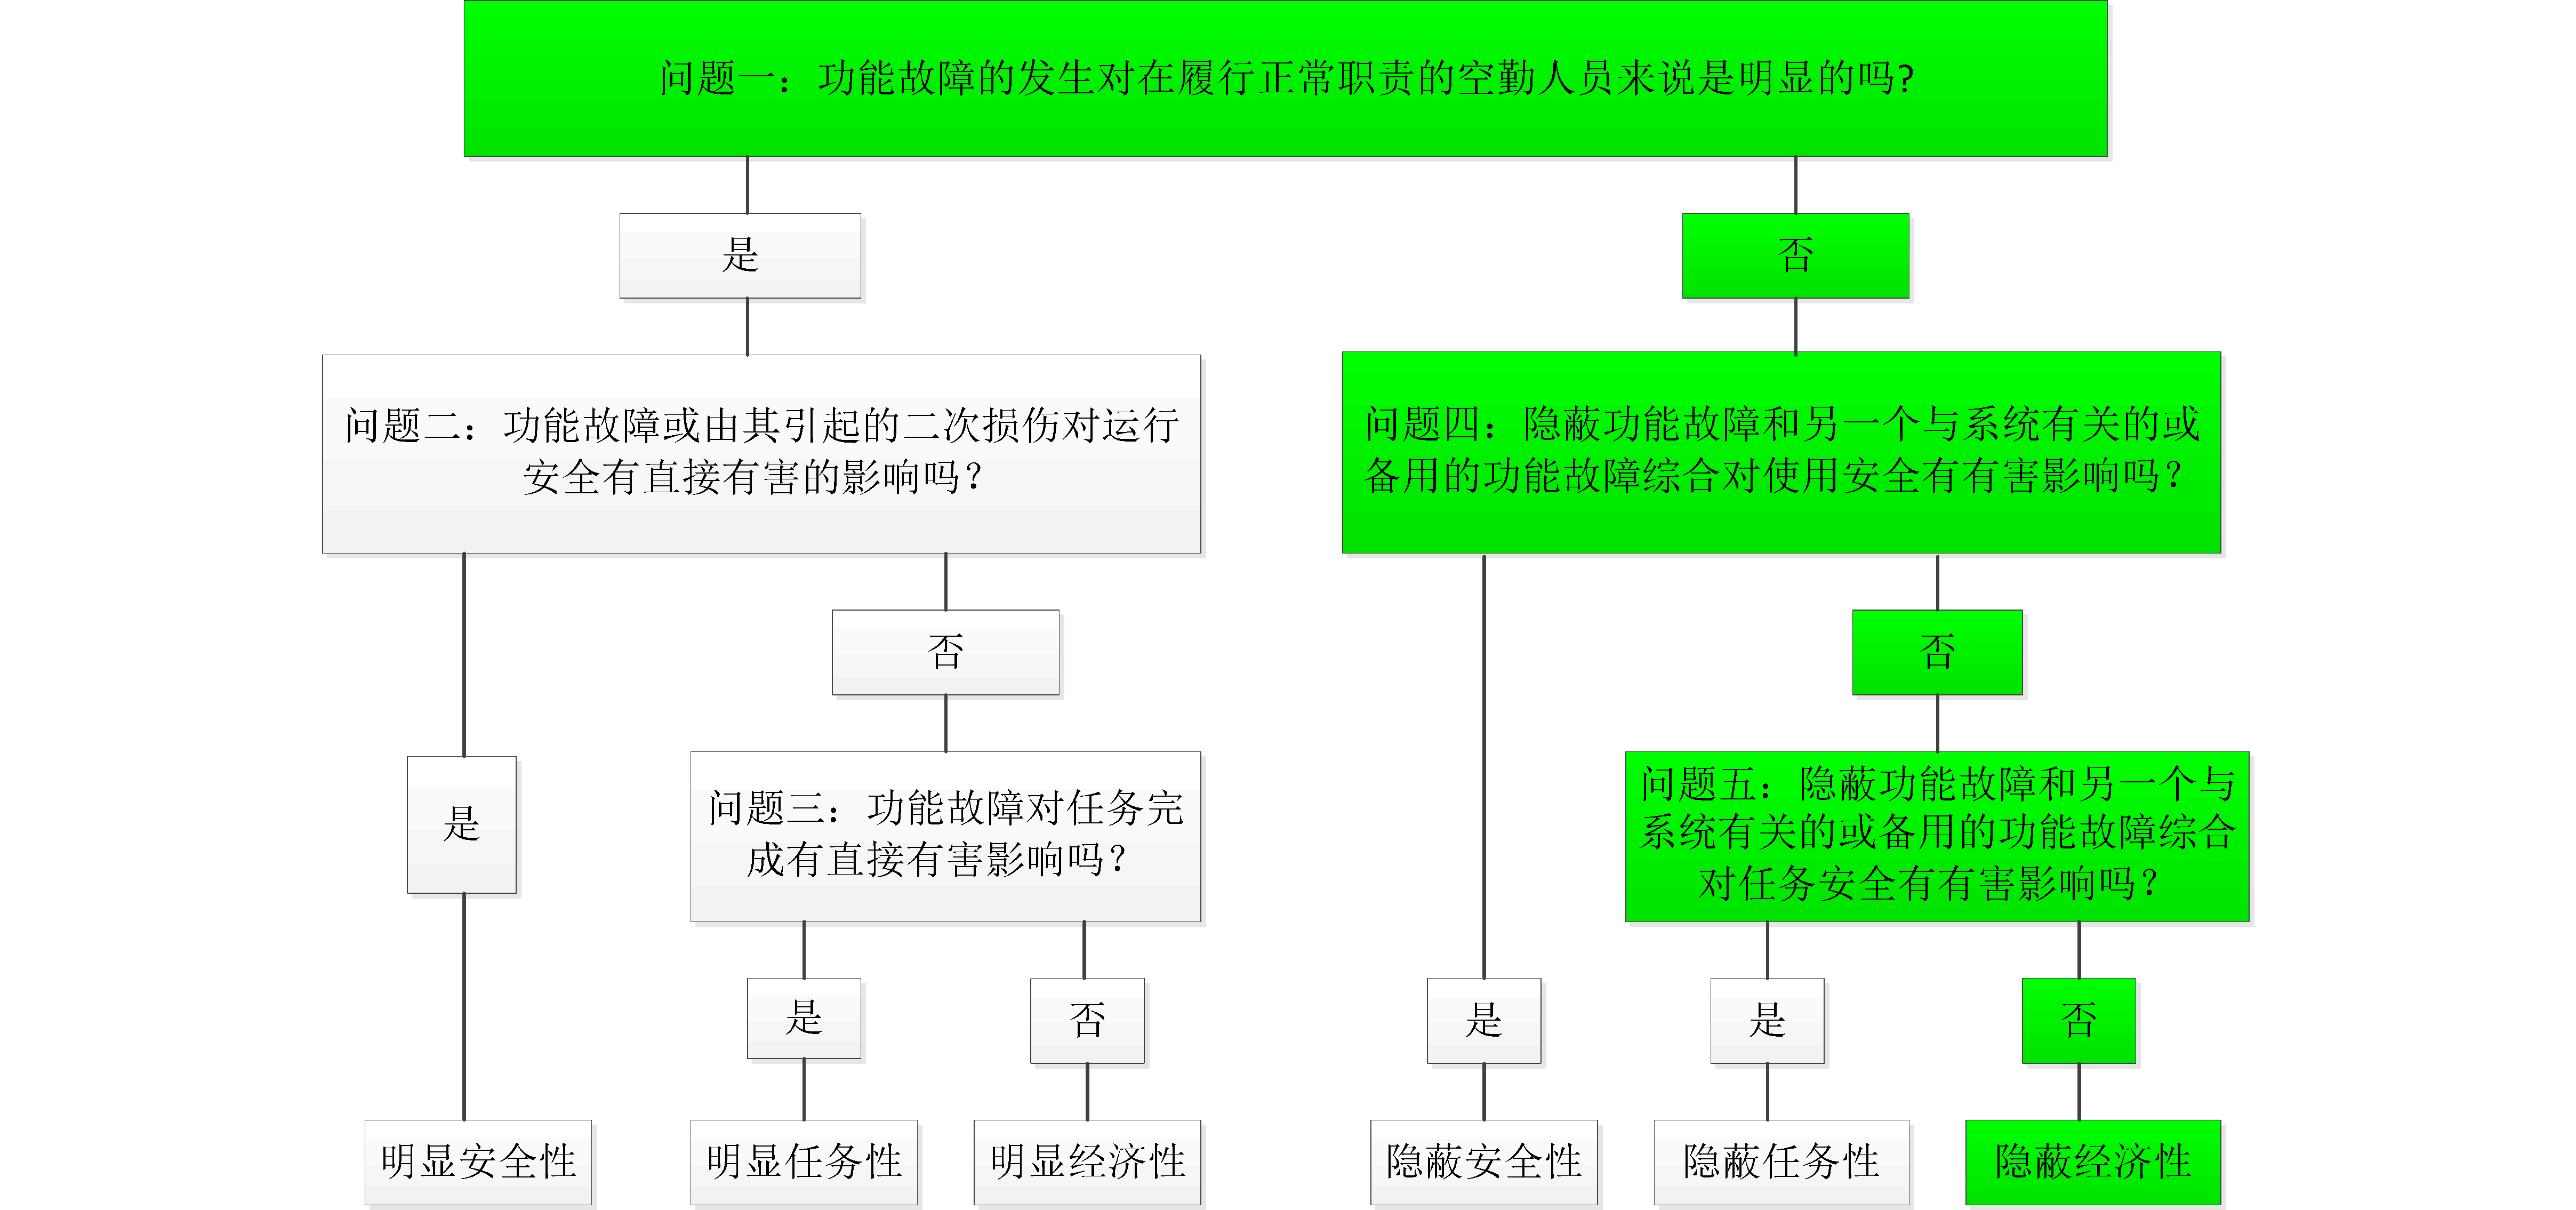 问题一：功能故障的发生对在履行正常职责的空勤人员来说是明显的吗?
是
否
问题二：功能故障或由其引起的二次损伤对运行
安全有直接有害的影响吗？
问题四：隐蔽功能故障和另一个与系统有关的或
备用的功能故障综合对使用安全有有害影响吗？
否
否
是
问题三：功能故障对任务完
成有直接有害影响吗？
问题五：隐蔽功能故障和另一个与
系统有关的或备用的功能故障综合
对任务安全有有害影响吗？
是
否
是
是
否
明显安全性
明显任务性
明显经济性
隐蔽安全性
隐蔽任务性
隐蔽经济性